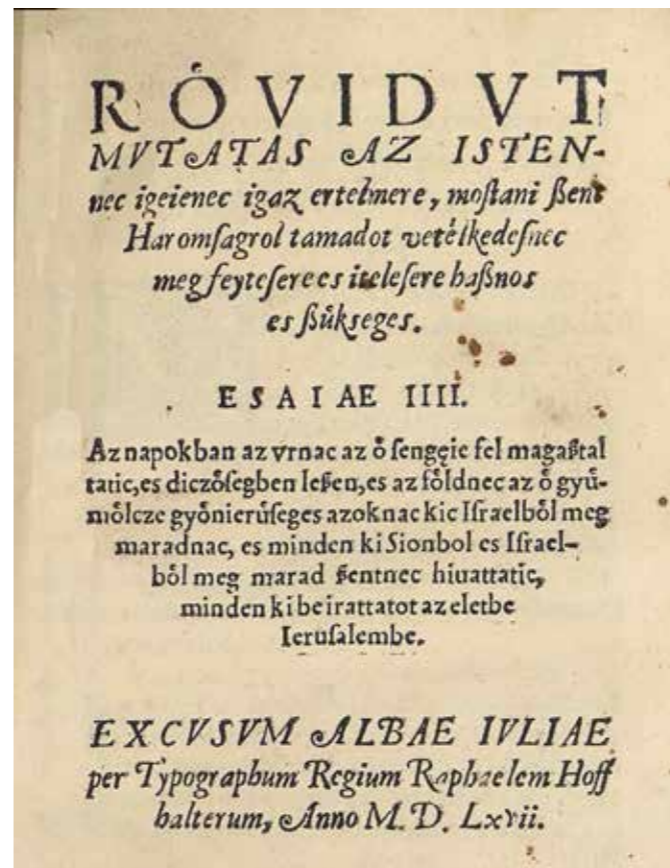 RÖVID VT
MVTATAS AZ ISTEN-
nec igeienec igaz ertelmere, moſtani ßent
Haromſagrol tamadot vetélkedeſnec
meg feyteſere es iteleſere haßnos
es ßükseges.
ESAIAE IIII.
Az napokban az vrnac az ö ſengęie fel magaßtal
tatic, es diczöſegben leßen, es az földnec az ö gyü-
mölcze gyönierüſeges azoknac kic Iſraelböl meg
maradnac, es minden ki Sionbol es Iſrael-
böl meg marad ßentnec hiuattatic,
minden ki beirattatot az eletbe
Ieruſalembe.
EXCVSVM ALBAE IVLIAE
per Typographum Regium Raphaelem Hoff
halterum, Anno M. D. Lxvii.